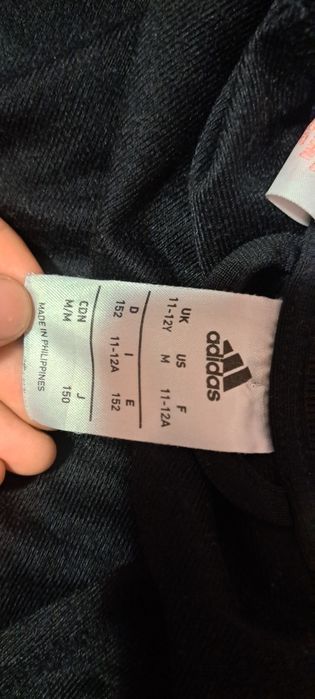 adidas
UK US F
11-12Y M 11-12A
D I E
152 11-12A 152
CDN J
M/M 150
MADE IN PHILIPPINES